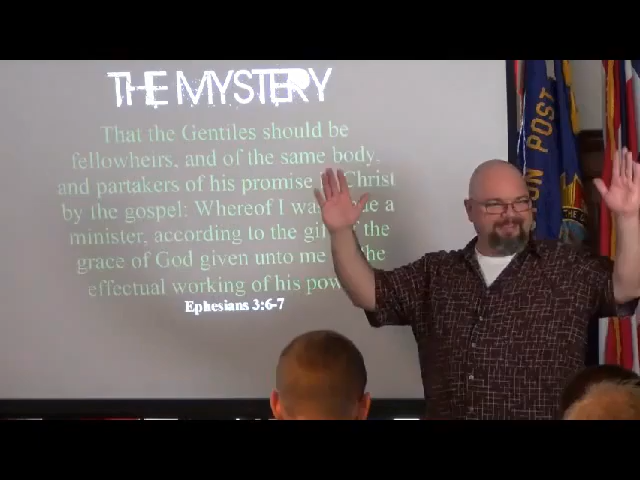 THE MYSTERY
That the Gentiles should be
fellowheirs, and of the same body,
and partakers of his promise Christ
by the gospel: Whereof I was a
minister, according to the
grace of God given unto me the
effectual working of his
Ephesians 3:6-7
POST
THE